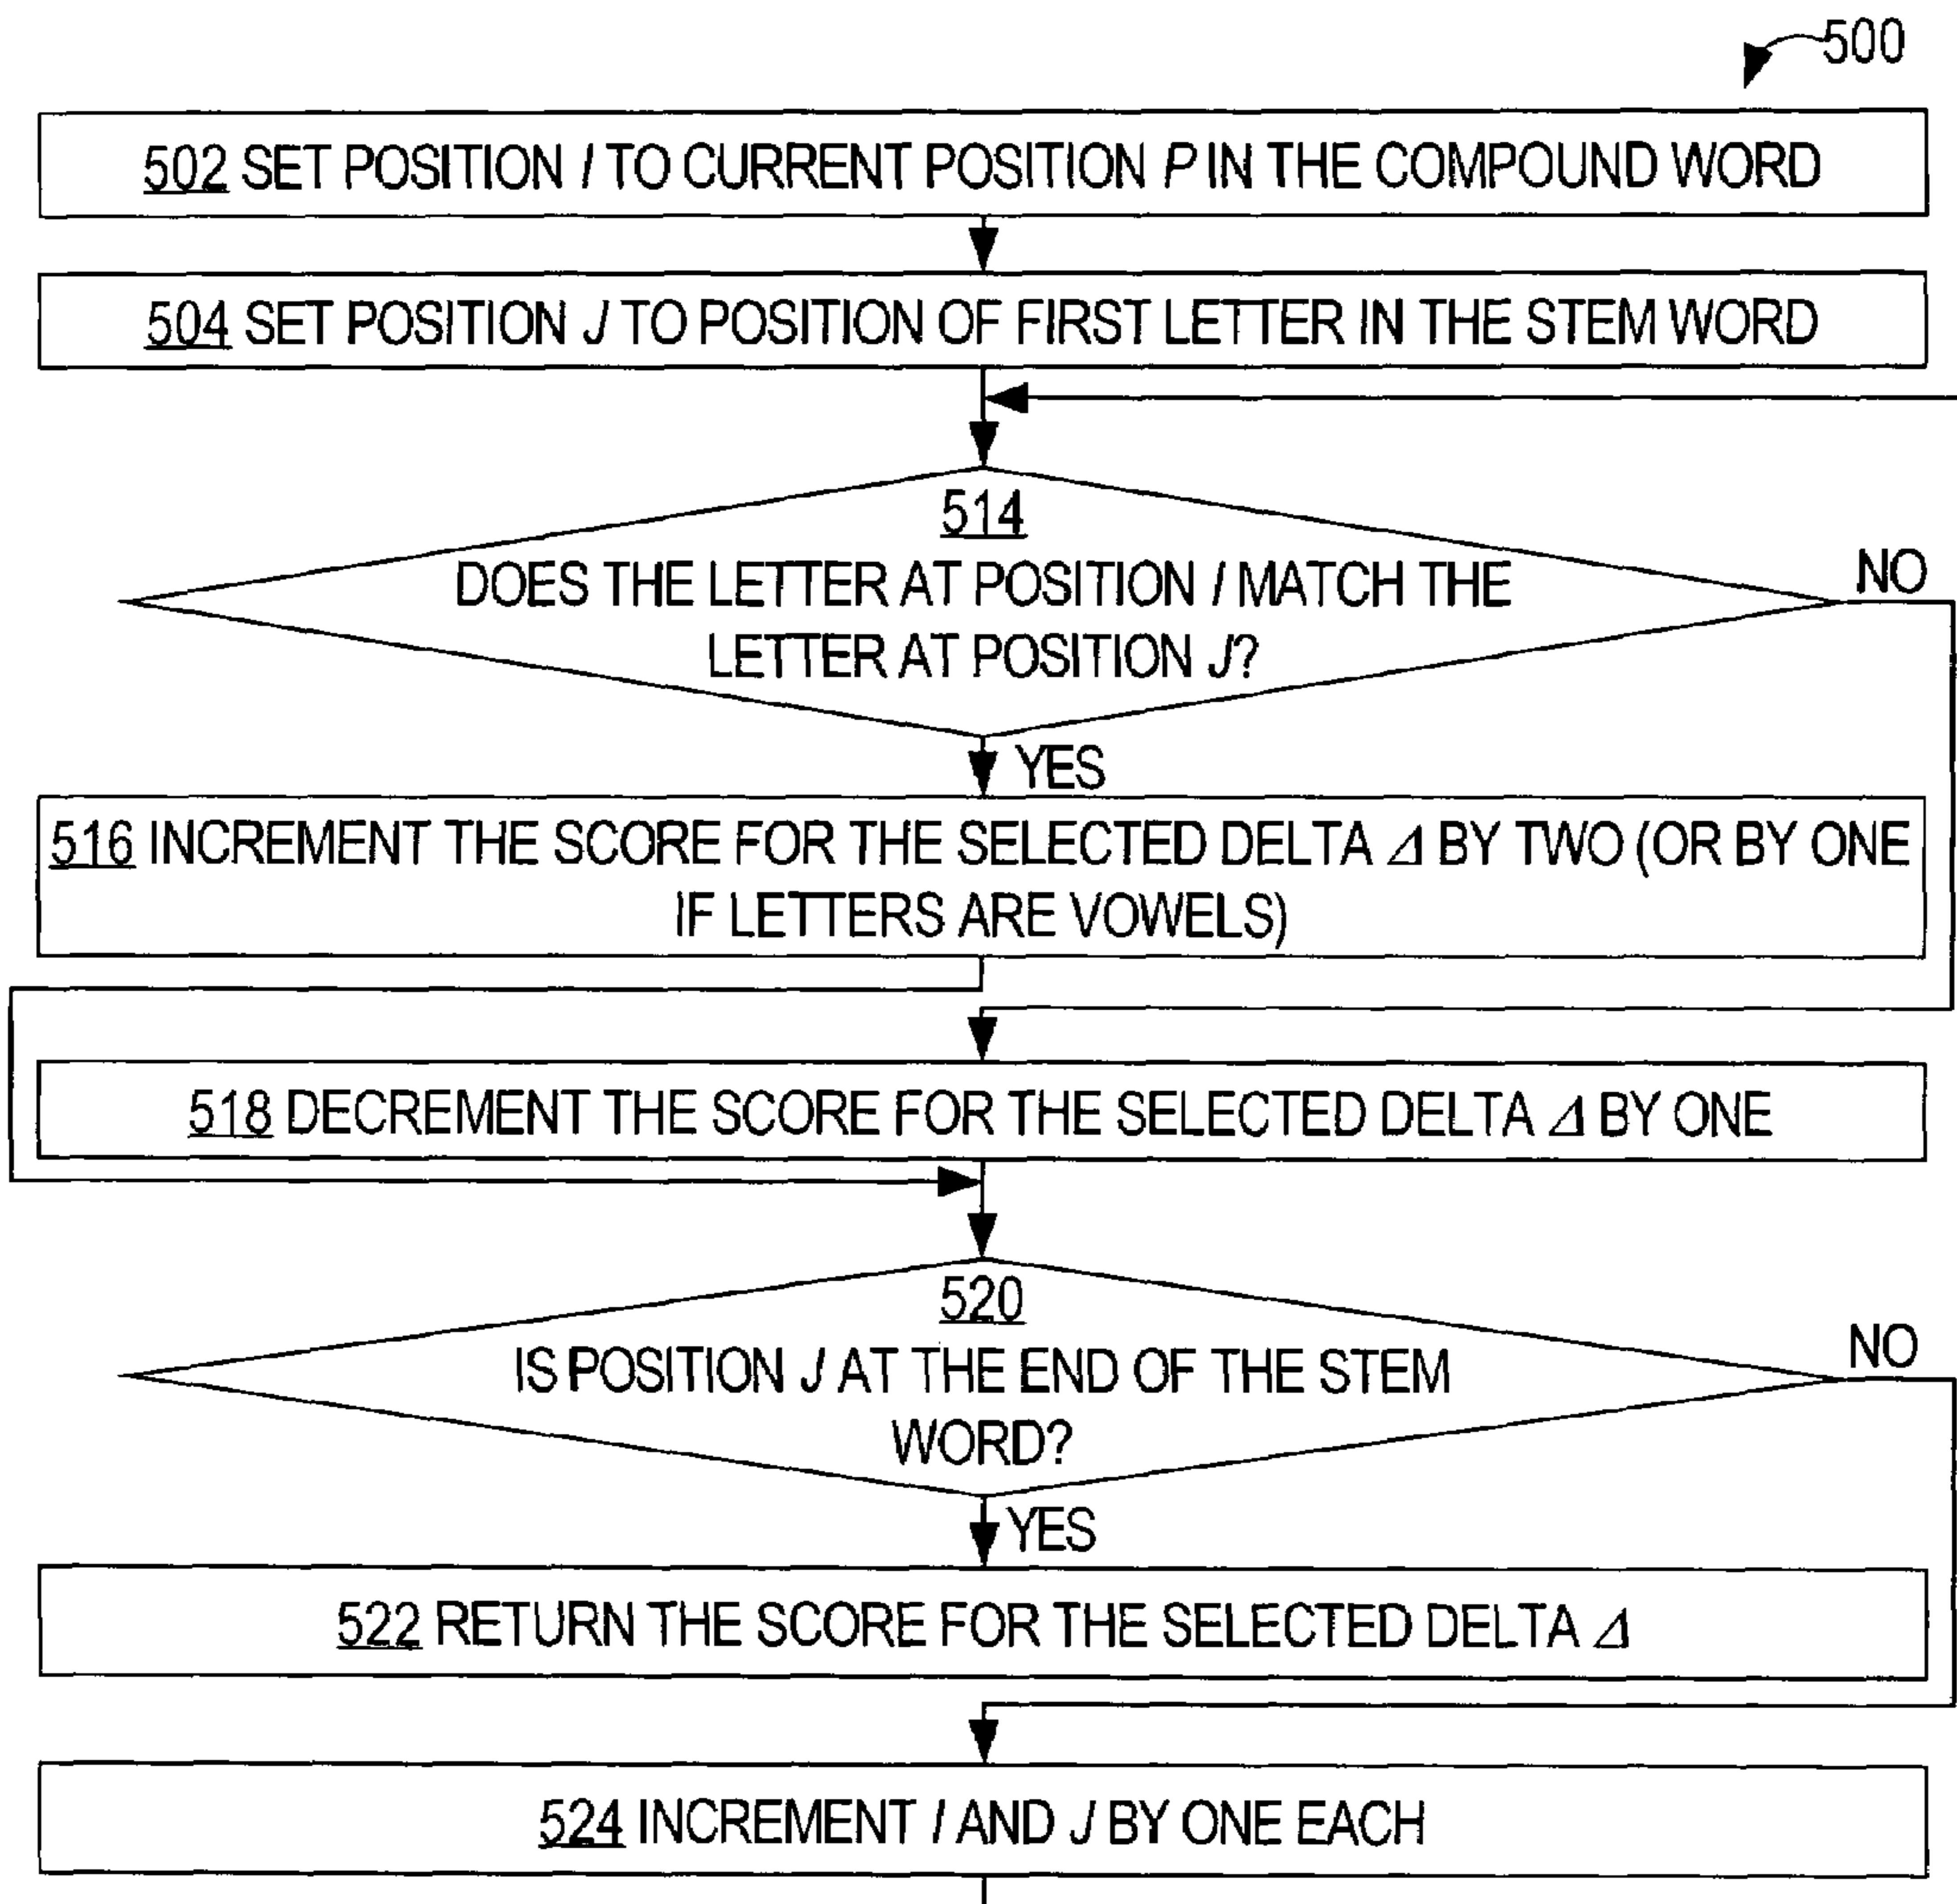 500
502 SET POSITION I TO CURRENT POSITION P IN THE COMPOUND WORD
504 SET POSITION J TO POSITION OF FIRST LETTER IN THE STEM WORD
514
DOES THE LETTER AT POSITION I MATCH THE
LETTER AT POSITION J?
NO
YES
516 INCREMENT THE SCORE FOR THE SELECTED DELTA Δ BY TWO (OR BY ONE
IF LETTERS ARE VOWELS)
518 DECREMENT THE SCORE FOR THE SELECTED DELTA Δ BY ONE
520
IS POSITION J AT THE END OF THE STEM
WORD?
NO
YES
522 RETURN THE SCORE FOR THE SELECTED DELTA Δ
524 INCREMENT I AND J BY ONE EACH